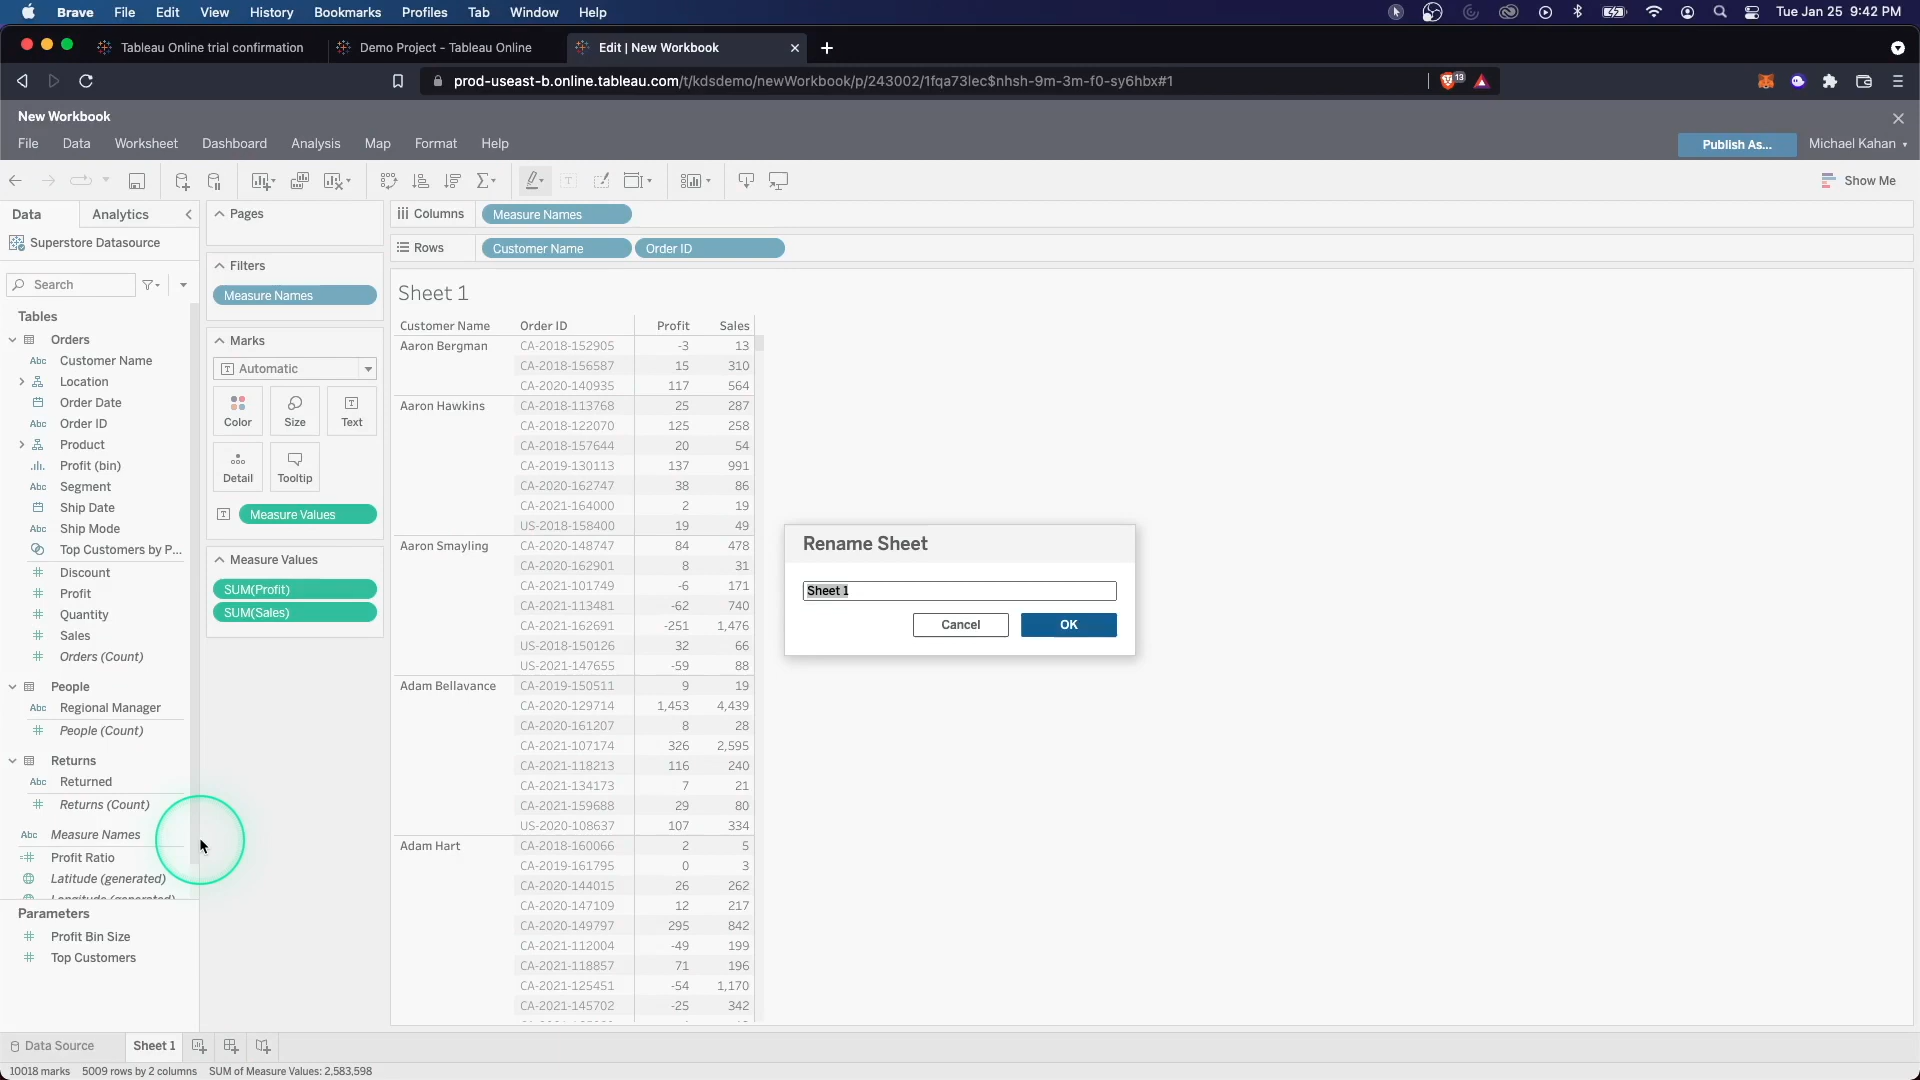 Brave File Edit View History Bookmarks Profiles Tab Window Help Tue Jan 25 9:42 PM
Tableau Online trial confirmation Demo Project - Tableau Online Edit | New Workbook
prod-useast-b.online.tableau.com/t/kdsdemo/newWorkbook/p/243002/1fqa73lec$nhsh-9m-3m-f0-sy6hbx#1 13
New Workbook
File Data Worksheet Dashboard Analysis Map Format Help Publish As... Michael Kahan
Show Me
Data Analytics
Superstore Datasource
Search
Tables
Orders
Abc Customer Name
Location
Order Date
Abc Order ID
Product
Profit (bin)
Abc Segment
Ship Date
Abc Ship Mode
Top Customers by P...
Discount
Profit
Quantity
Sales
Orders (Count)
People
Abc Regional Manager
People (Count)
Returns
Abc Returned
Returns (Count)
Abc Measure Names
Profit Ratio
Latitude (generated)
Longitude (generated)
Parameters
Profit Bin Size
Top Customers
Pages
Filters
Measure Names
Marks
Automatic
Color Size Text
Detail Tooltip
Measure Values
Measure Values
SUM(Profit)
SUM(Sales)
Columns Measure Names
Rows Customer Name Order ID
Sheet 1
Customer Name Order ID Profit Sales
Aaron Bergman CA-2018-152905 -3 13
CA-2018-156587 15 310
CA-2020-140935 117 564
Aaron Hawkins CA-2018-113768 25 287
CA-2018-122070 125 258
CA-2018-157644 20 54
CA-2019-130113 137 991
CA-2020-162747 38 86
CA-2021-164000 2 19
US-2018-158400 19 49
Aaron Smayling CA-2020-148747 84 478
CA-2020-162901 8 31
CA-2021-101749 -6 171
CA-2021-113481 -62 740
CA-2021-162691 -251 1,476
US-2018-150126 32 66
US-2021-147655 -59 88
Adam Bellavance CA-2019-150511 9 19
CA-2020-129714 1,453 4,439
CA-2020-161207 8 28
CA-2021-107174 326 2,595
CA-2021-118213 116 240
CA-2021-134173 7 21
CA-2021-159688 29 80
US-2020-108637 107 334
Adam Hart CA-2018-160066 2 5
CA-2019-161795 0 3
CA-2020-144015 26 262
CA-2020-147109 12 217
CA-2020-149797 295 842
CA-2021-112004 -49 199
CA-2021-118857 71 196
CA-2021-125451 -54 1,170
CA-2021-145702 -25 342
Rename Sheet
Sheet 1
Cancel OK
Data Source Sheet 1
10018 marks 5009 rows by 2 columns SUM of Measure Values: 2,583,598